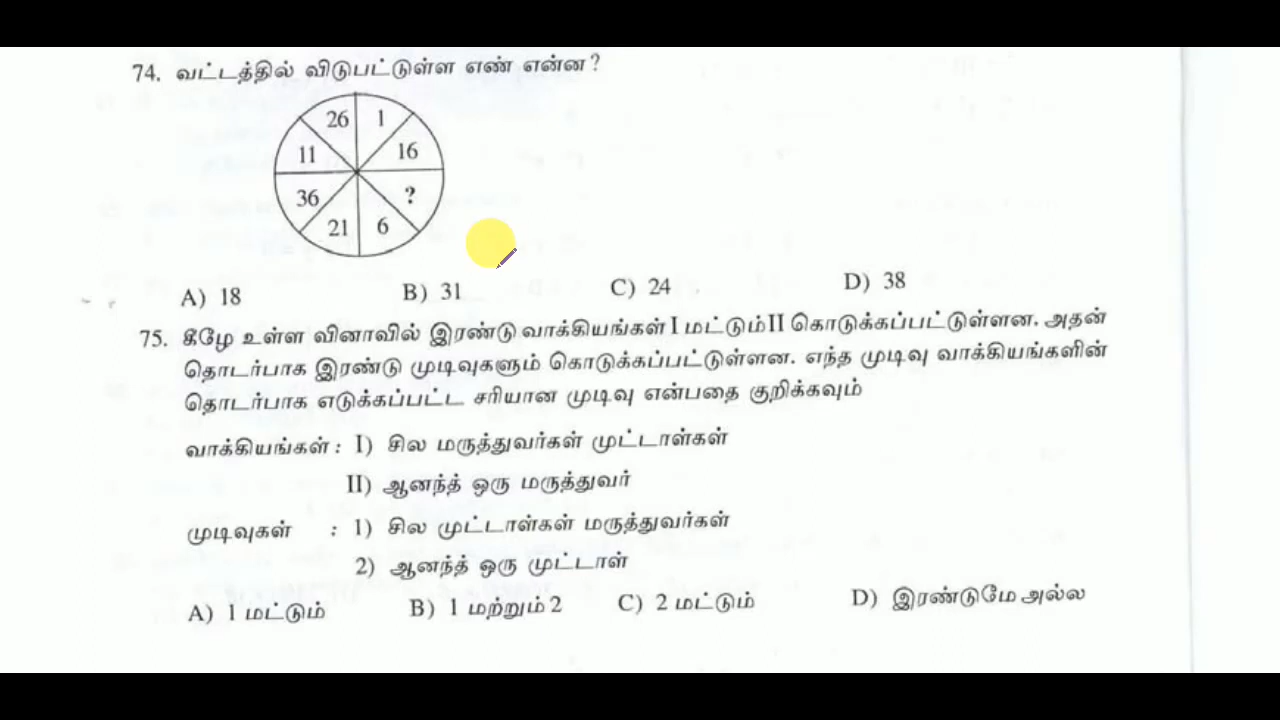 74. வட்டத்தில் விடுபட்டுள்ள எண் என்ன?
26 1
11 16
36 ?
21 6
A) 18 B) 31 C) 24 D) 38
75. கீழே உள்ள வினாவில் இரண்டு வாக்கியங்கள் I மட்டும் II கொடுக்கப்பட்டுள்ளன. அதன்
தொடர்பாக இரண்டு முடிவுகளும் கொடுக்கப்பட்டுள்ளன. எந்த முடிவு வாக்கியங்களின்
தொடர்பாக எடுக்கப்பட்ட சரியான முடிவு என்பதை குறிக்கவும்
வாக்கியங்கள் : I) சில மருத்துவர்கள் முட்டாள்கள்
II) ஆனந்த் ஒரு மருத்துவர்
முடிவுகள் : 1) சில முட்டாள்கள் மருத்துவர்கள்
2) ஆனந்த் ஒரு முட்டாள்
A) 1 மட்டும் B) 1 மற்றும் 2 C) 2 மட்டும் D) இரண்டுமே அல்ல